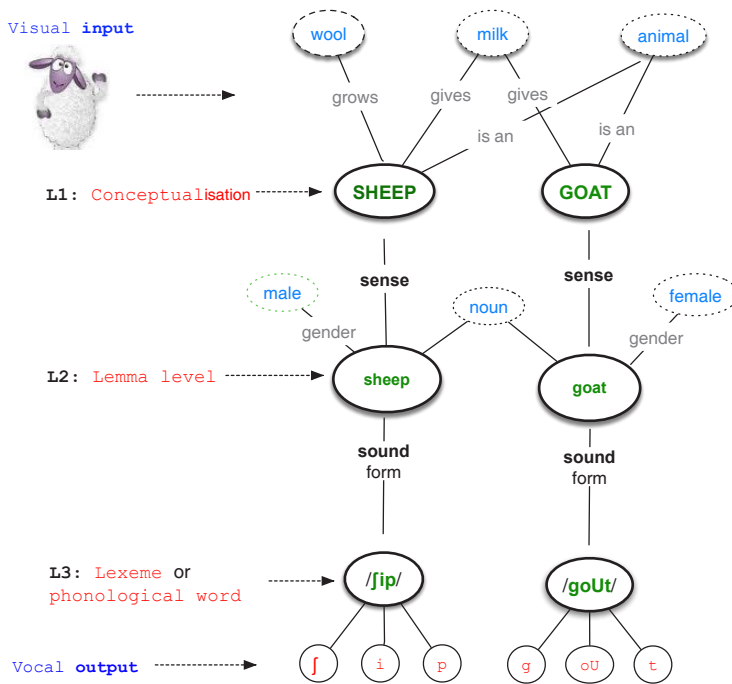 Visual input
wool milk animal
grows gives gives
is an is an
L1: Conceptualisation SHEEP GOAT
sense sense
male noun female
gender gender
L2: Lemma level sheep goat
sound sound
form form
L3: Lexeme or /ʃip/ /goUt/
phonological word
Vocal output ʃ i p g oU t